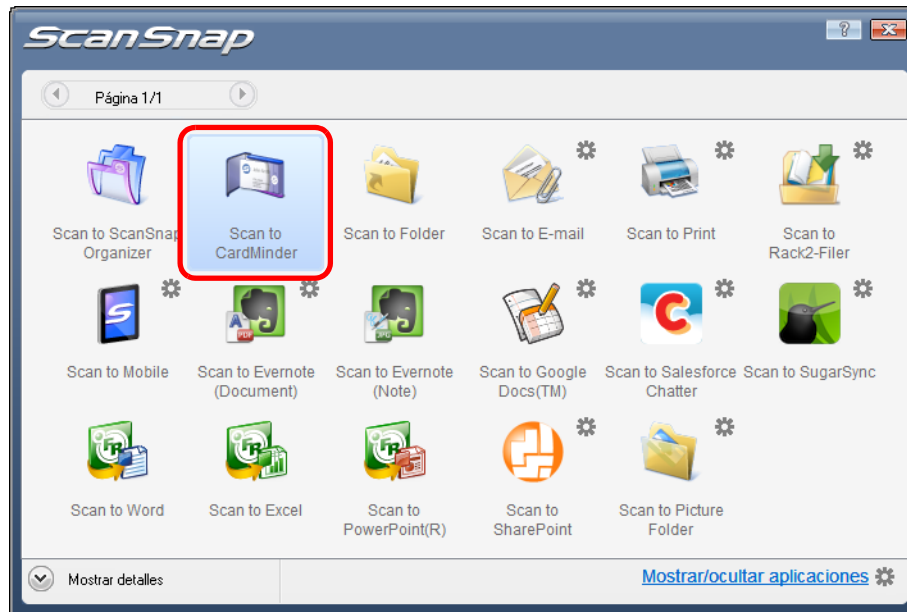 ScanSnap
Página 1/1
Scan to ScanSnap
Organizer
Scan to
CardMinder
Scan to Folder
Scan to E-mail
Scan to Print
Scan to
Rack2-Filer
Scan to Mobile
Scan to Evernote
(Document)
Scan to Evernote
(Note)
Scan to Google
Docs(TM)
Scan to Salesforce
Chatter
Scan to SugarSync
Scan to Word
Scan to Excel
Scan to
PowerPoint(R)
Scan to
SharePoint
Scan to Picture
Folder
Mostrar detalles
Mostrar/ocultar aplicaciones